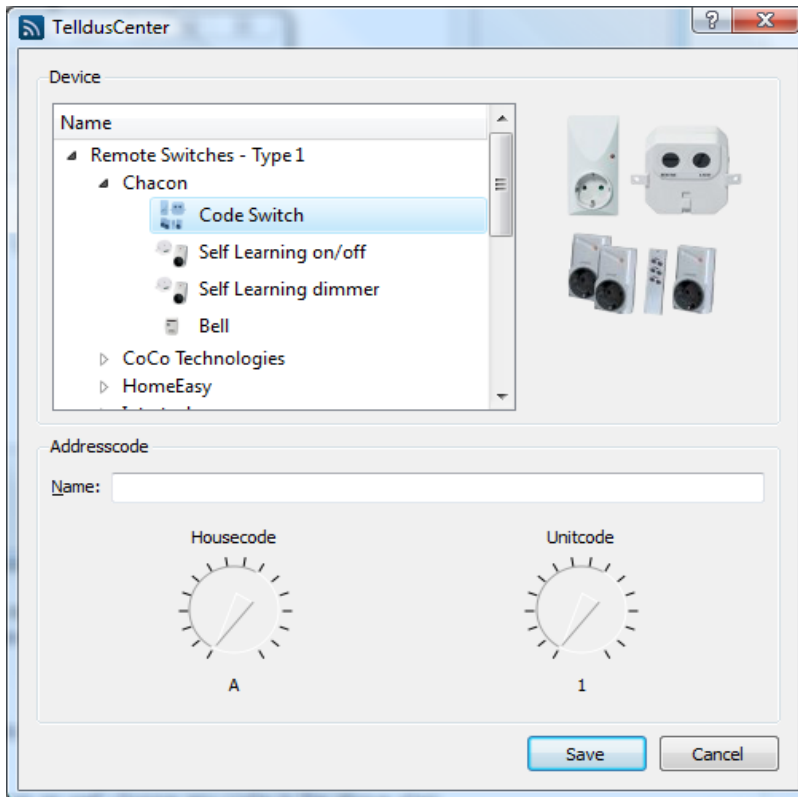 TelldusCenter
Device
Name
Remote Switches - Type 1
Chacon
Code Switch
Self Learning on/off
Self Learning dimmer
Bell
CoCo Technologies
HomeEasy
Addresscode
Name:
Housecode Unitcode
A 1
Save Cancel